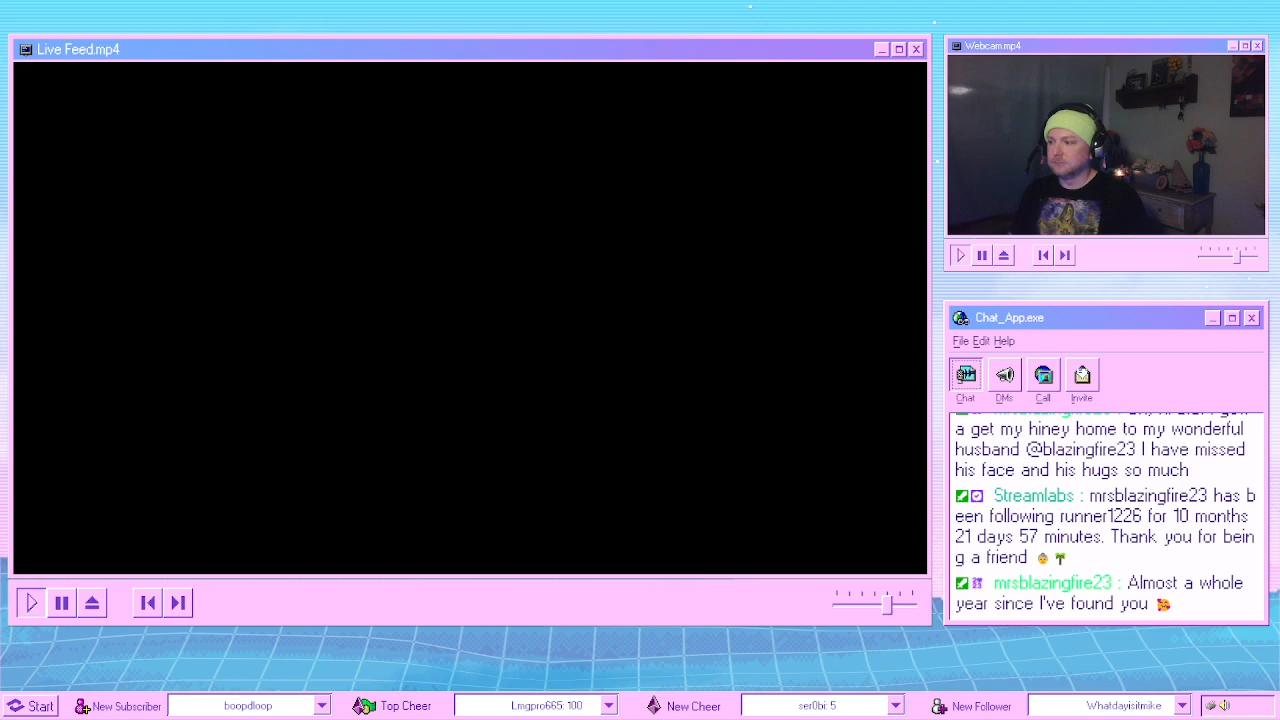 Live Feed.mp4
Webcam.mp4
Chat_App.exe
File Edit Help
Chat DMs Call Invite
a get my hiney home to my wonderful
husband @blazingfire23 I have missed
his face and his hugs so much
Streamlabs : mrsblazingfire23 has b
een following runner1226 for 10 months
21 days 57 minutes. Thank you for bein
g a friend
mrsblazingfire23 : Almost a whole
year since I've found you
Start New Subscriber boopdloop Top Cheer Lmgpro665: 100 New Cheer ser0bi: 5 New Follower Whatdayisitmike